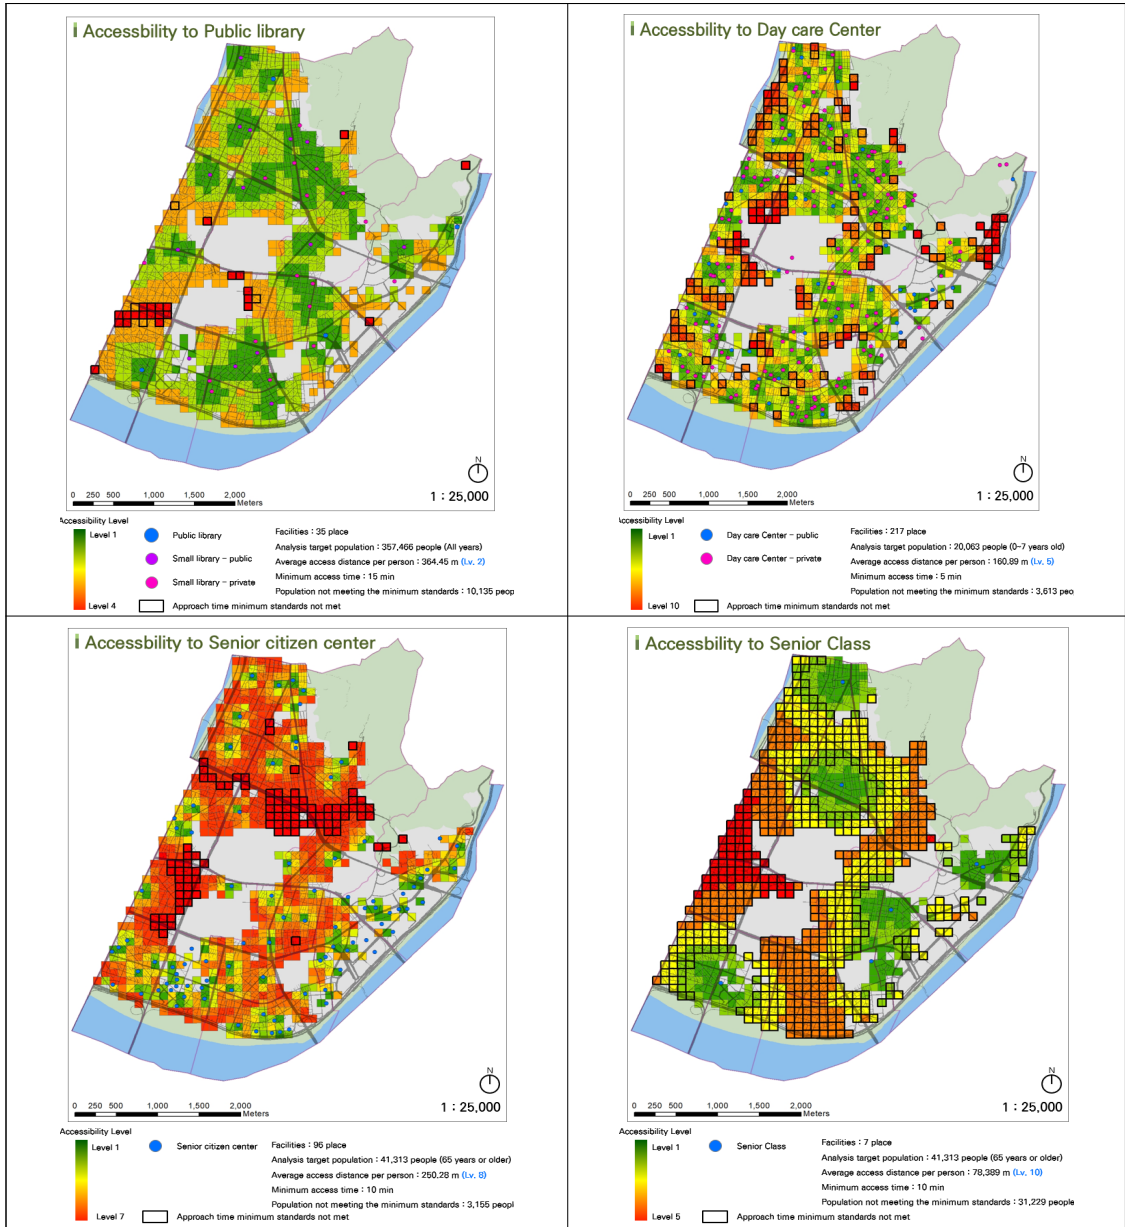 Accessbility to Public library
N
0 250 500 1,000 1,500 2,000
Meters
1 : 25,000
Accessibility Level
Level 1
Level 4
Public library
Small library - public
Small library - private
Approach time minimum standards not met
Facilities : 35 place
Analysis target population : 357,466 people (All years)
Average access distance per person : 364.45 m (Lv. 2)
Minimum access time : 15 min
Population not meeting the minimum standards : 10,135 peop
Accessbility to Day care Center
N
0 250 500 1,000 1,500 2,000
Meters
1 : 25,000
Accessibility Level
Level 1
Level 10
Day care Center - public
Day care Center - private
Approach time minimum standards not met
Facilities : 217 place
Analysis target population : 20,063 people (0-7 years old)
Average access distance per person : 160.89 m (Lv. 5)
Minimum access time : 5 min
Population not meeting the minimum standards : 3,613 peo
Accessbility to Senior citizen center
N
0 250 500 1,000 1,500 2,000
Meters
1 : 25,000
Accessibility Level
Level 1
Level 7
Senior citizen center
Approach time minimum standards not met
Facilities : 96 place
Analysis target population : 41,313 people (65 years or older)
Average access distance per person : 250.28 m (Lv. 8)
Minimum access time : 10 min
Population not meeting the minimum standards : 3,155 peopl
Accessbility to Senior Class
N
0 250 500 1,000 1,500 2,000
Meters
1 : 25,000
Accessibility Level
Level 1
Level 5
Senior Class
Approach time minimum standards not met
Facilities : 7 place
Analysis target population : 41,313 people (65 years or older)
Average access distance per person : 78,389 m (Lv. 10)
Minimum access time : 10 min
Population not meeting the minimum standards : 31,229 people